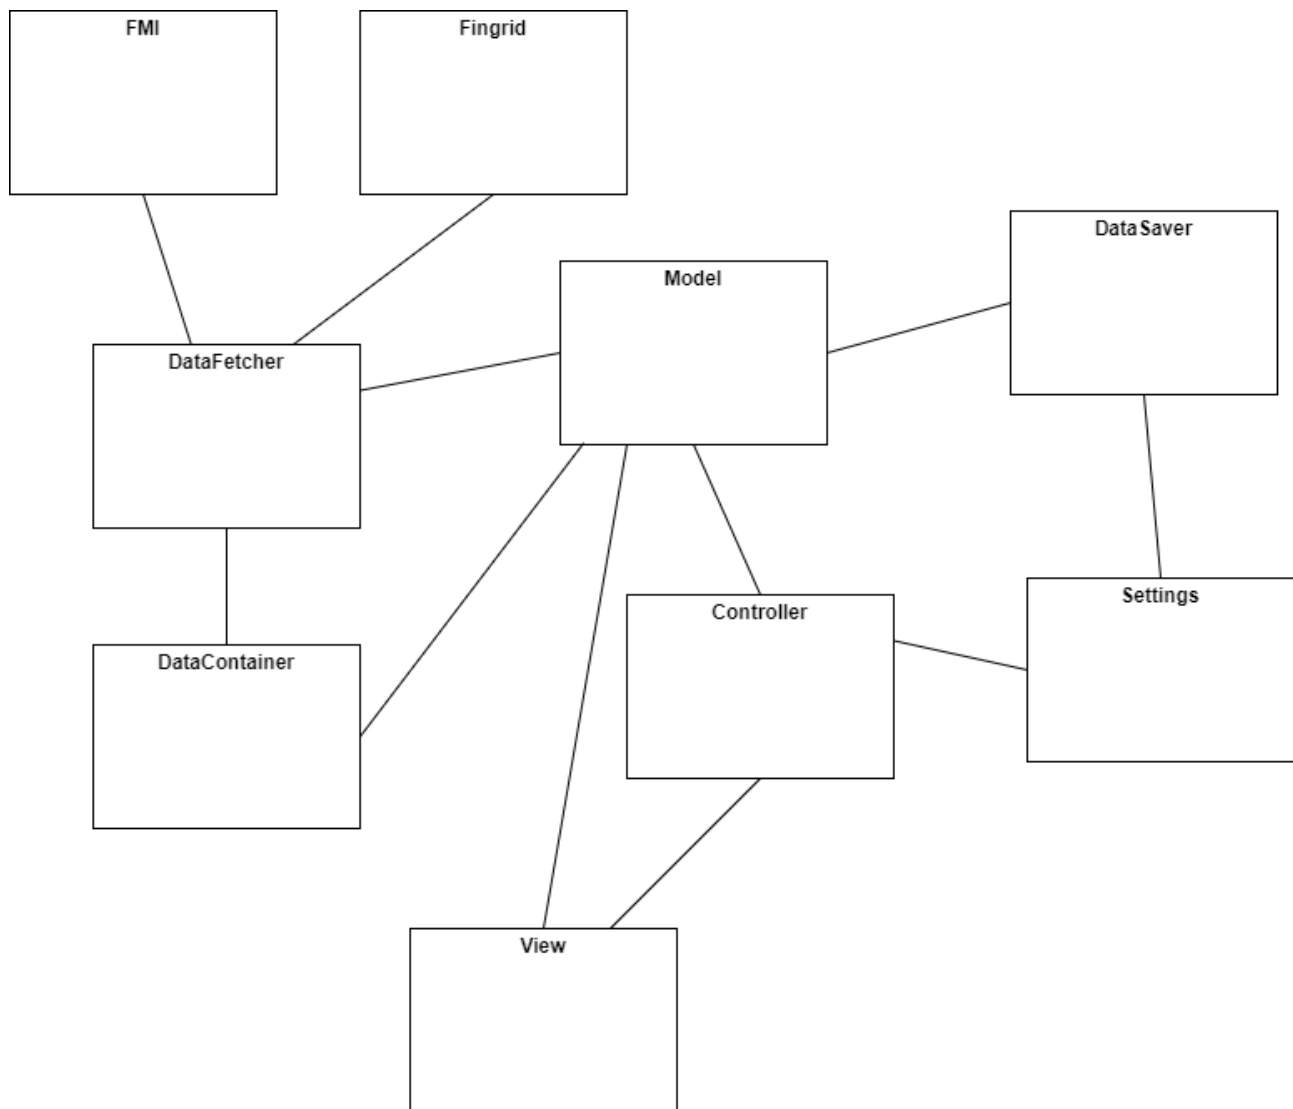 FMI
Fingrid
DataSaver
Model
DataFetcher
Settings
Controller
DataContainer
View